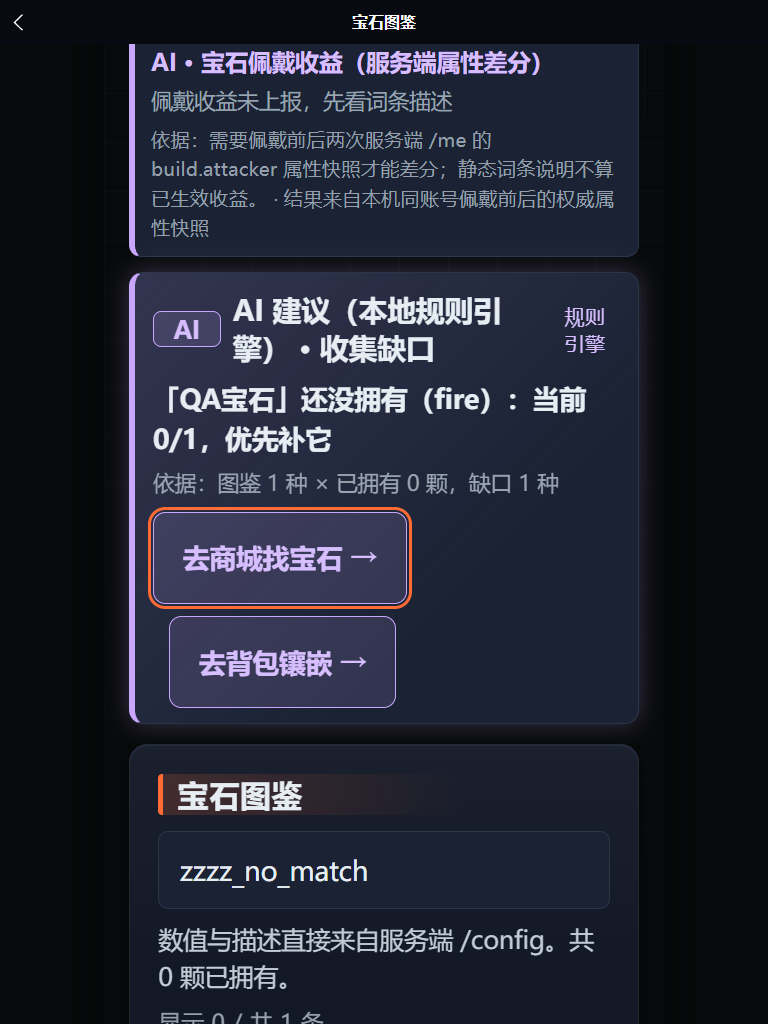 宝石图鉴
AI • 宝石佩戴收益（服务端属性差分）
佩戴收益未上报，先看词条描述
依据：需要佩戴前后两次服务端 /me 的
build.attacker 属性快照才能差分；静态词条说明不算
已生效收益。 · 结果来自本机同账号佩戴前后的权威属
性快照
AI
AI 建议（本地规则引
擎） • 收集缺口
规则
引擎
「QA宝石」还没拥有（fire）：当前
0/1，优先补它
依据：图鉴 1 种 × 已拥有 0 颗，缺口 1 种
去商城找宝石 →
去背包镶嵌 →
宝石图鉴
zzzz_no_match
数值与描述直接来自服务端 /config。共
0 颗已拥有。
显示 0 / 共 1 条